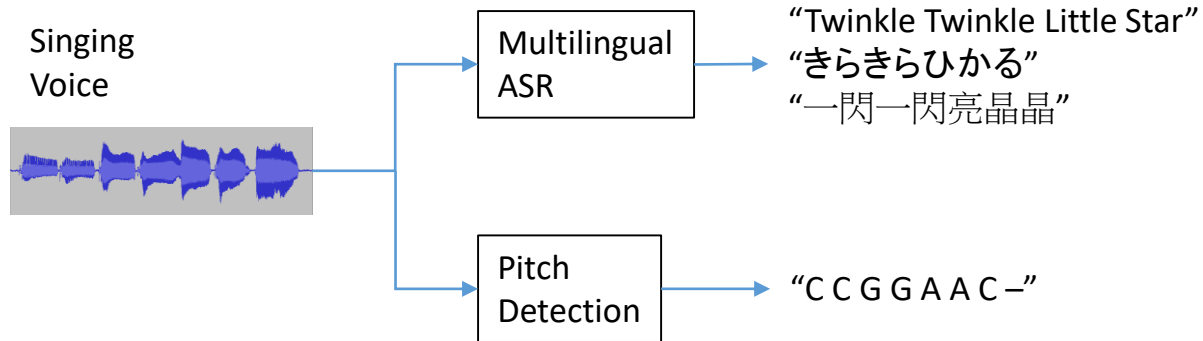 Singing
Voice
Multilingual
ASR
“Twinkle Twinkle Little Star”
“きらきらひかる”
“一閃一閃亮晶晶”
Pitch
Detection
“C C G G A A C –”